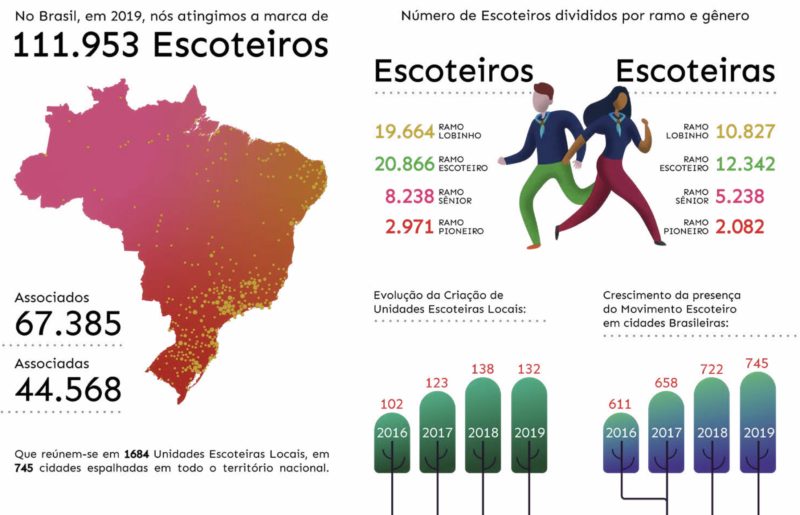 No Brasil, em 2019, nós atingimos a marca de
111.953 Escoteiros
Associados
67.385
Associadas
44.568
Que reúnem-se em 1684 Unidades Escoteiras Locais, em
745 cidades espalhadas em todo o território nacional.
Número de Escoteiros divididos por ramo e gênero
Escoteiros
19.664 RAMO
LOBINHO
20.866 RAMO
ESCOTEIRO
8.238 RAMO
SÊNIOR
2.971 RAMO
PIONEIRO
Escoteiras
RAMO 10.827
LOBINHO
RAMO 12.342
ESCOTEIRO
RAMO 5.238
SÊNIOR
RAMO 2.082
PIONEIRO
Evolução da Criação de
Unidades Escoteiras Locais:
102
123
138
132
2016
2017
2018
2019
Crescimento da presença
do Movimento Escoteiro
em cidades Brasileiras:
611
658
722
745
2016
2017
2018
2019